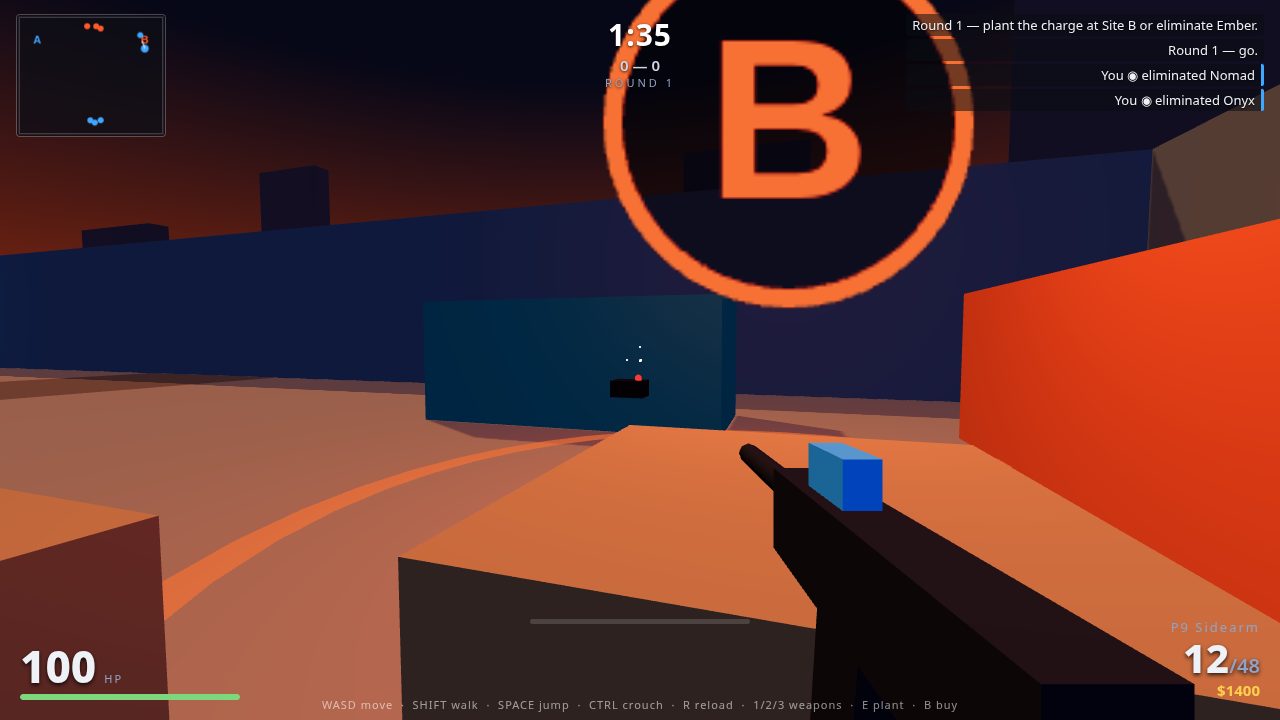 A
B
1:35
0 — 0
ROUND 1
B
Round 1 — plant the charge at Site B or eliminate Ember.
Round 1 — go.
You ◉ eliminated Nomad
You ◉ eliminated Onyx
100 HP
P9 Sidearm
12/48
$1400
WASD move · SHIFT walk · SPACE jump · CTRL crouch · R reload · 1/2/3 weapons · E plant · B buy